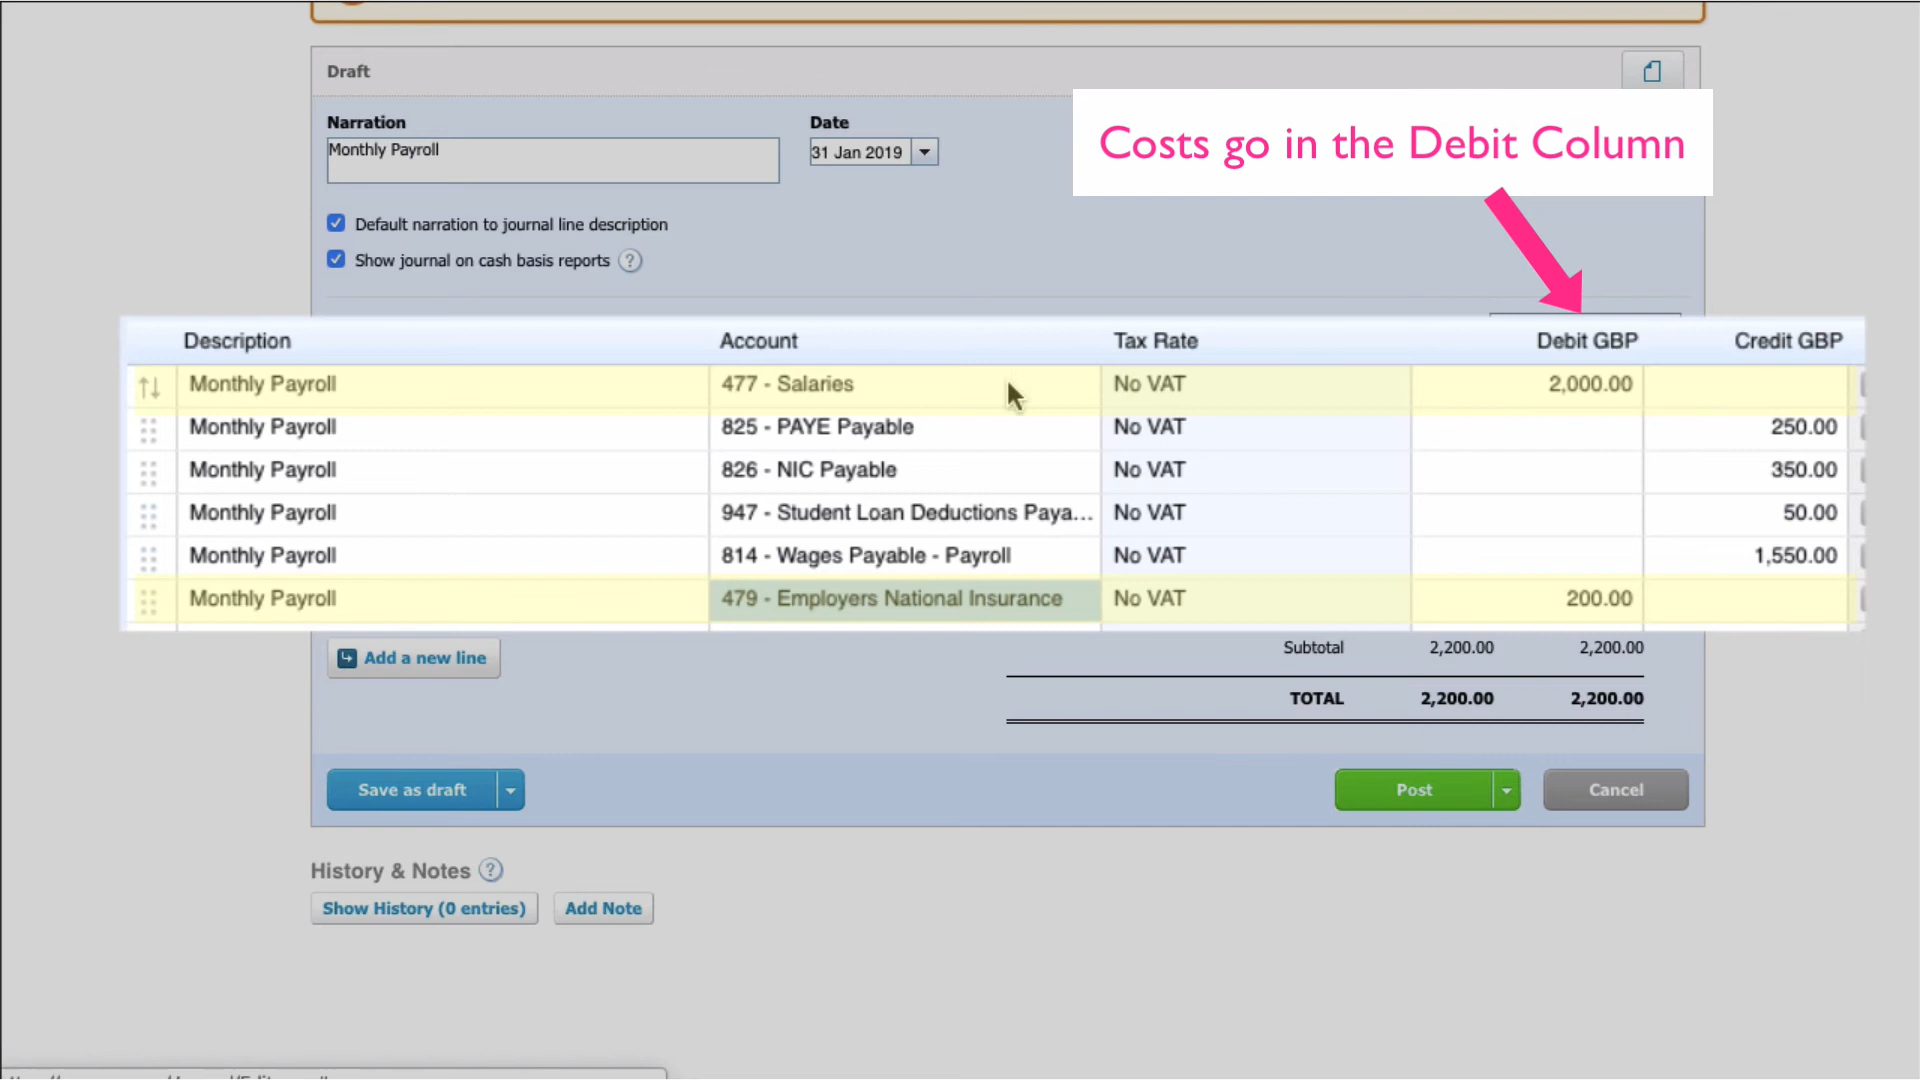 Draft
Narration
Date
Monthly Payroll
31 Jan 2019
Costs go in the Debit Column
Default narration to journal line description
Show journal on cash basis reports ?
Description Account Tax Rate Debit GBP Credit GBP
Monthly Payroll 477 - Salaries No VAT 2,000.00
Monthly Payroll 825 - PAYE Payable No VAT 250.00
Monthly Payroll 826 - NIC Payable No VAT 350.00
Monthly Payroll 947 - Student Loan Deductions Paya... No VAT 50.00
Monthly Payroll 814 - Wages Payable - Payroll No VAT 1,550.00
Monthly Payroll 479 - Employers National Insurance No VAT 200.00
Add a new line
Subtotal 2,200.00 2,200.00
TOTAL 2,200.00 2,200.00
Save as draft
Post
Cancel
History & Notes ?
Show History (0 entries)
Add Note